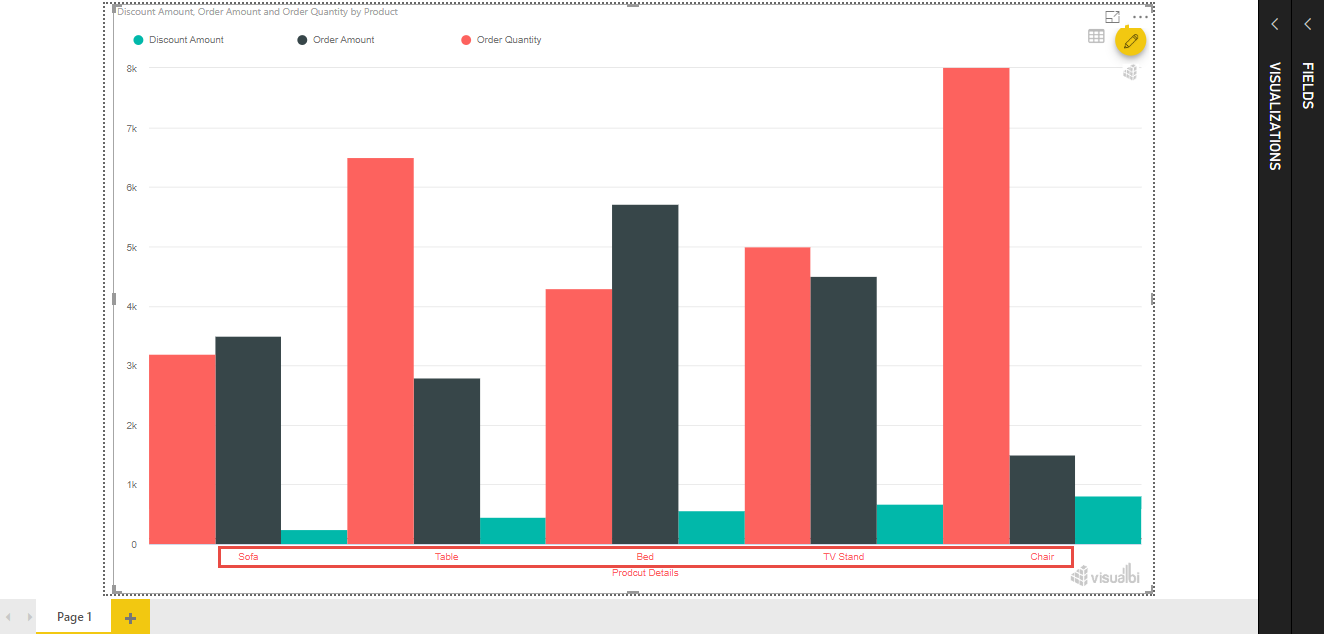 Discount Amount, Order Amount and Order Quantity by Product
Discount Amount Order Amount Order Quantity
8k
7k
6k
5k
4k
3k
2k
1k
0
Sofa Table Bed TV Stand Chair
Prodcut Details
visualbi
VISUALIZATIONS
FIELDS
Page 1